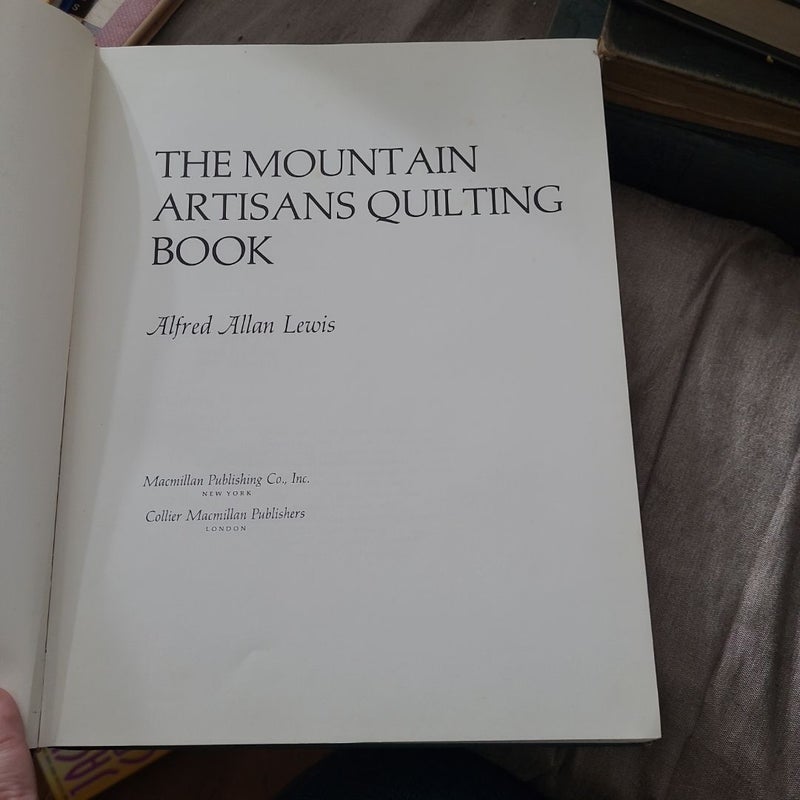 THE MOUNTAIN
ARTISANS QUILTING
BOOK
Alfred Allan Lewis
Macmillan Publishing Co., Inc.
NEW YORK
Collier Macmillan Publishers
LONDON